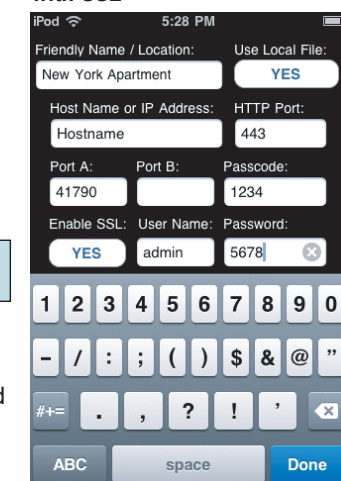 iPod 5:28 PM
Friendly Name / Location: Use Local File:
New York Apartment YES
Host Name or IP Address: HTTP Port:
Hostname 443
Port A: Port B: Passcode:
41790 1234
Enable SSL: User Name: Password:
YES admin 5678
1 2 3 4 5 6 7 8 9 0
- / : ; ( ) $ & @ "
#+= . , ? ! '
ABC space Done